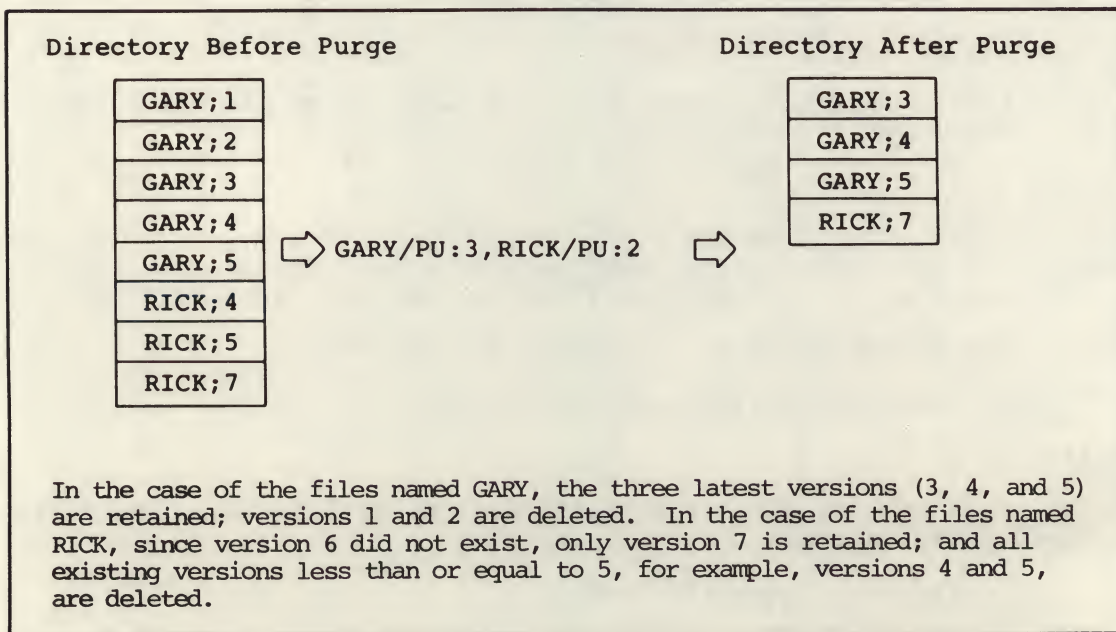 Directory Before Purge
Directory After Purge
GARY;1
GARY;2
GARY;3
GARY;4
GARY;5
RICK;4
RICK;5
RICK;7
GARY/PU:3,RICK/PU:2
GARY;3
GARY;4
GARY;5
RICK;7
In the case of the files named GARY, the three latest versions (3, 4, and 5)
are retained; versions 1 and 2 are deleted. In the case of the files named
RICK, since version 6 did not exist, only version 7 is retained; and all
existing versions less than or equal to 5, for example, versions 4 and 5,
are deleted.